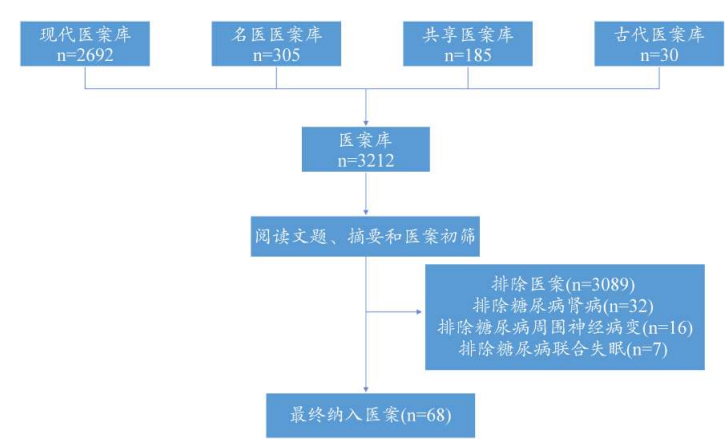 现代医案库
n=2692
名医医案库
n=305
共享医案库
n=185
古代医案库
n=30
医案库
n=3212
阅读文题、摘要和医案初筛
排除医案(n=3089)
排除糖尿病肾病(n=32)
排除糖尿病周围神经病变(n=16)
排除糖尿病联合失眠(n=7)
最终纳入医案(n=68)